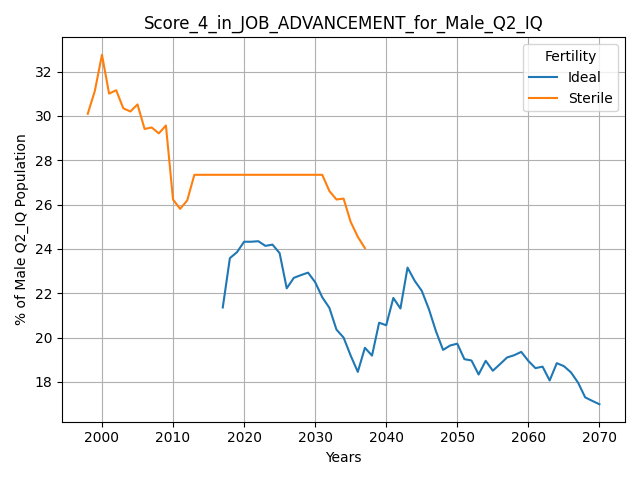 Score_4_in_JOB_ADVANCEMENT_for_Male_Q2_IQ
Fertility
Ideal
Sterile
% of Male Q2_IQ Population
32
30
28
26
24
22
20
18
2000 2010 2020 2030 2040 2050 2060 2070
Years